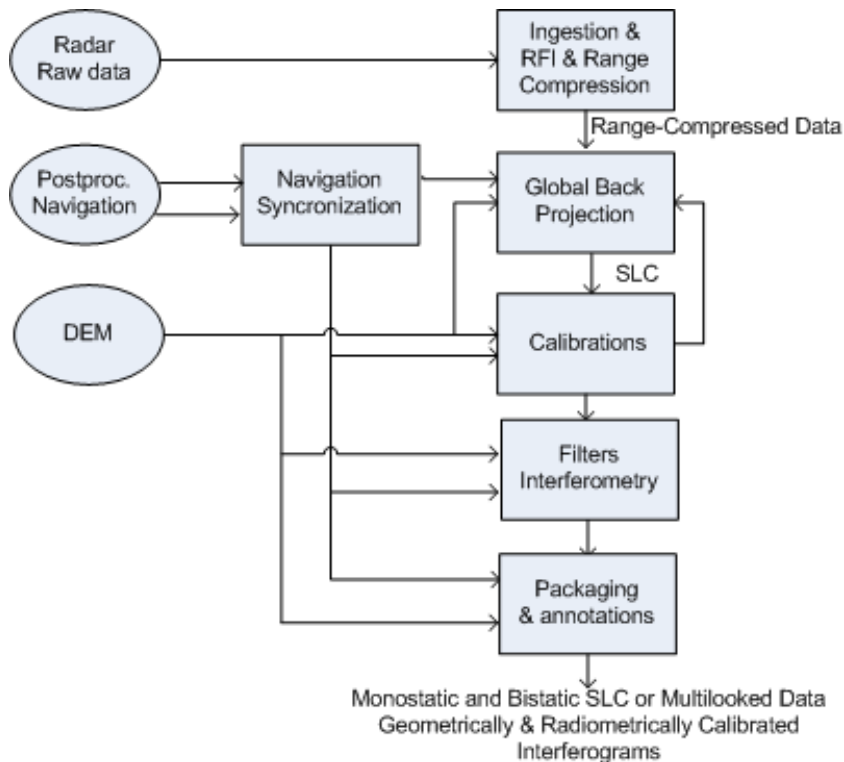 Radar
Raw data
Ingestion &
RFI & Range
Compression
Range-Compressed Data
Postproc.
Navigation
Navigation
Syncronization
Global Back
Projection
SLC
DEM
Calibrations
Filters
Interferometry
Packaging
& annotations
Monostatic and Bistatic SLC or Multilooked Data
Geometrically & Radiometrically Calibrated
Interferograms